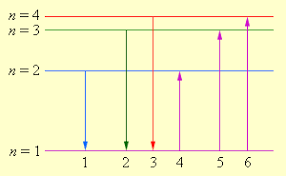 n = 4
n = 3
n = 2
n = 1
1 2 3 4 5 6